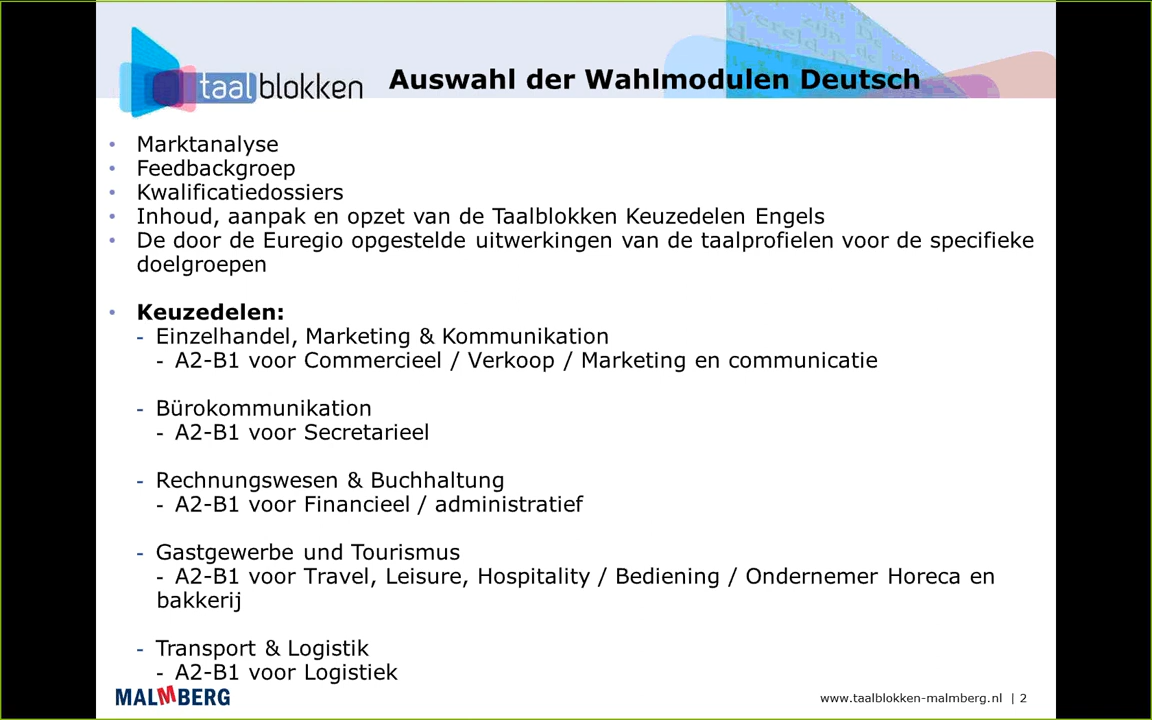 taalblokken
Auswahl der Wahlmodulen Deutsch
• Marktanalyse
• Feedbackgroep
• Kwalificatiedossiers
• Inhoud, aanpak en opzet van de Taalblokken Keuzedelen Engels
• De door de Euregio opgestelde uitwerkingen van de taalprofielen voor de specifieke
doelgroepen
• Keuzedelen:
- Einzelhandel, Marketing & Kommunikation
- A2-B1 voor Commercieel / Verkoop / Marketing en communicatie
- Bürokommunikation
- A2-B1 voor Secretarieel
- Rechnungswesen & Buchhaltung
- A2-B1 voor Financieel / administratief
- Gastgewerbe und Tourismus
- A2-B1 voor Travel, Leisure, Hospitality / Bediening / Ondernemer Horeca en
bakkerij
- Transport & Logistik
- A2-B1 voor Logistiek
MALMBERG
www.taalblokken-malmberg.nl | 2